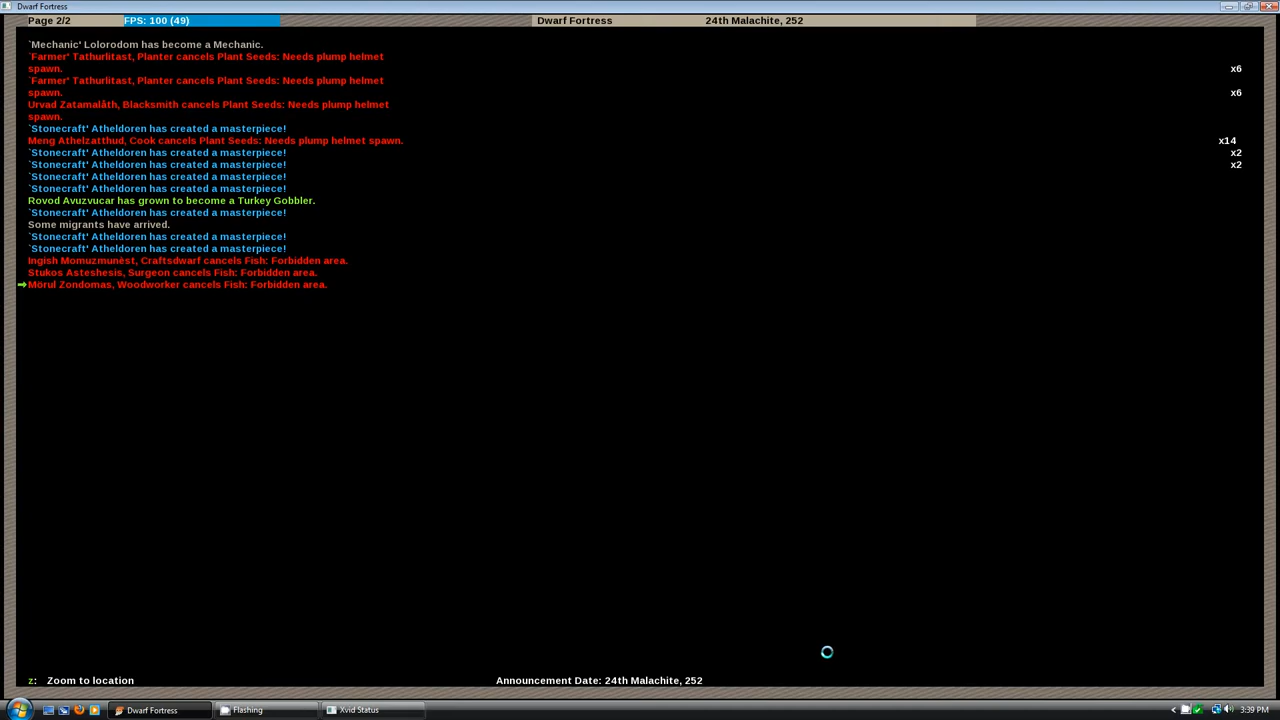 Dwarf Fortress
Page 2/2 FPS: 100 (49) Dwarf Fortress 24th Malachite, 252
`Mechanic' Lolorodom has become a Mechanic.
`Farmer' Tathurlitast, Planter cancels Plant Seeds: Needs plump helmet
spawn. x6
`Farmer' Tathurlitast, Planter cancels Plant Seeds: Needs plump helmet
spawn. x6
Urvad Zatamalåth, Blacksmith cancels Plant Seeds: Needs plump helmet
spawn.
`Stonecraft' Atheldoren has created a masterpiece!
Meng Athelzatthud, Cook cancels Plant Seeds: Needs plump helmet spawn. x14
`Stonecraft' Atheldoren has created a masterpiece! x2
`Stonecraft' Atheldoren has created a masterpiece! x2
`Stonecraft' Atheldoren has created a masterpiece!
`Stonecraft' Atheldoren has created a masterpiece!
Rovod Avuzvucar has grown to become a Turkey Gobbler.
`Stonecraft' Atheldoren has created a masterpiece!
Some migrants have arrived.
`Stonecraft' Atheldoren has created a masterpiece!
`Stonecraft' Atheldoren has created a masterpiece!
Ingish Momuzmunèst, Craftsdwarf cancels Fish: Forbidden area.
Stukos Asteshesis, Surgeon cancels Fish: Forbidden area.
Mörul Zondomas, Woodworker cancels Fish: Forbidden area.
z: Zoom to location Announcement Date: 24th Malachite, 252
Dwarf Fortress Flashing Xvid Status 3:39 PM